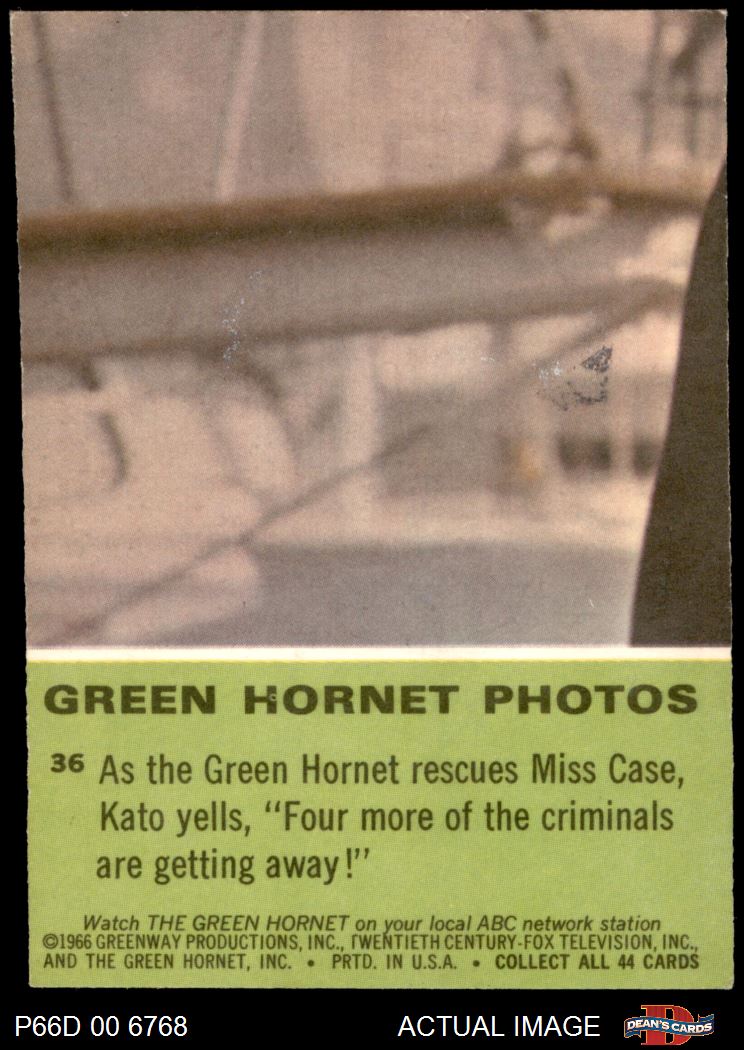 GREEN HORNET PHOTOS
36 As the Green Hornet rescues Miss Case,
Kato yells, “Four more of the criminals
are getting away!”
Watch THE GREEN HORNET on your local ABC network station
©1966 GREENWAY PRODUCTIONS, INC., TWENTIETH CENTURY-FOX TELEVISION, INC.,
AND THE GREEN HORNET, INC. • PRTD. IN U.S.A. • COLLECT ALL 44 CARDS
P66D 00 6768 ACTUAL IMAGE DEAN'S CARDS